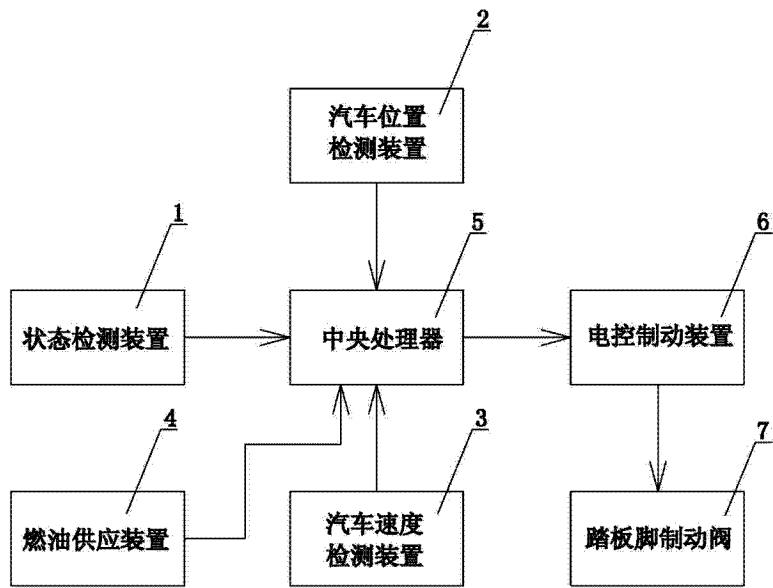 2
汽车位置
检测装置
1
5
6
状态检测装置
中央处理器
电控制动装置
4
3
7
燃油供应装置
汽车速度
检测装置
踏板脚制动阀